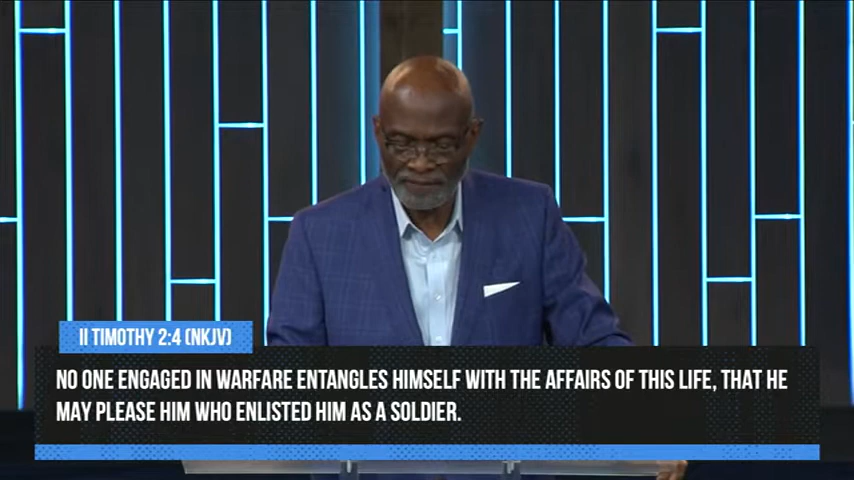 II TIMOTHY 2:4 (NKJV)
NO ONE ENGAGED IN WARFARE ENTANGLES HIMSELF WITH THE AFFAIRS OF THIS LIFE, THAT HE
MAY PLEASE HIM WHO ENLISTED HIM AS A SOLDIER.